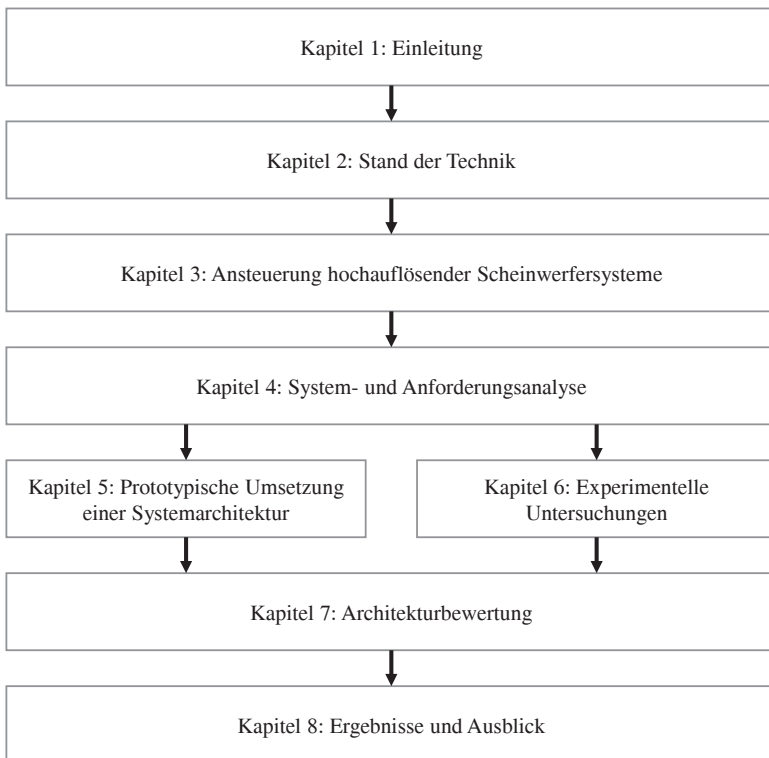 Kapitel 1: Einleitung
Kapitel 2: Stand der Technik
Kapitel 3: Ansteuerung hochauflösender Scheinwerfersysteme
Kapitel 4: System- und Anforderungsanalyse
Kapitel 5: Prototypische Umsetzung
einer Systemarchitektur
Kapitel 6: Experimentelle
Untersuchungen
Kapitel 7: Architekturbewertung
Kapitel 8: Ergebnisse und Ausblick